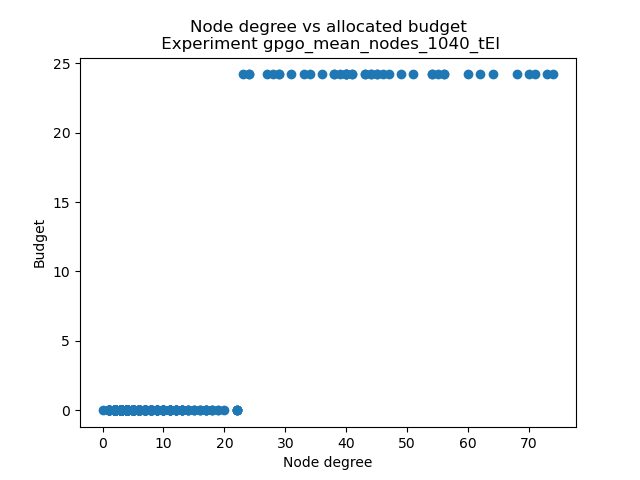 Node degree vs allocated budget
Experiment gpgo_mean_nodes_1040_tEI
25
20
15
10
5
0
Budget
0 10 20 30 40 50 60 70
Node degree